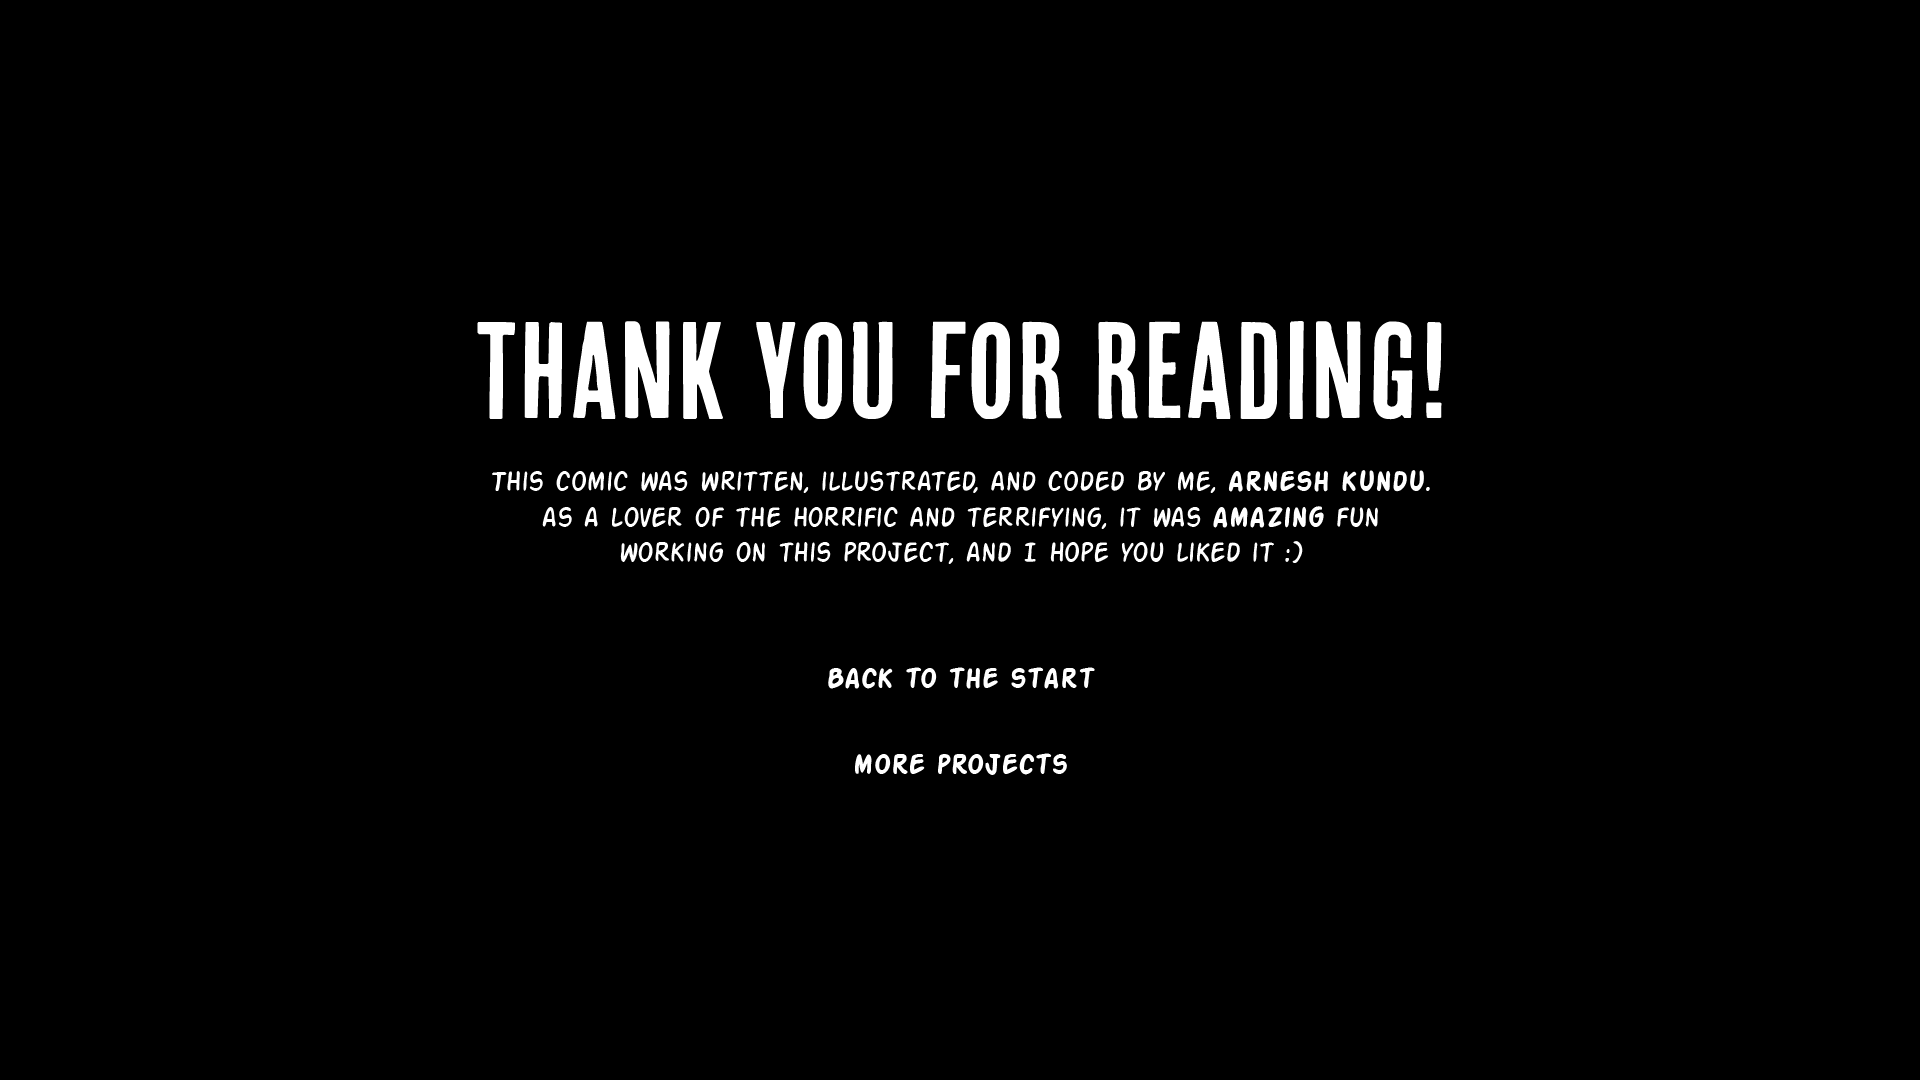 THANK YOU FOR READING!
THIS COMIC WAS WRITTEN, ILLUSTRATED, AND CODED BY ME, ARNESH KUNDU.
AS A LOVER OF THE HORRIFIC AND TERRIFYING, IT WAS AMAZING FUN
WORKING ON THIS PROJECT, AND I HOPE YOU LIKED IT :)
BACK TO THE START
MORE PROJECTS